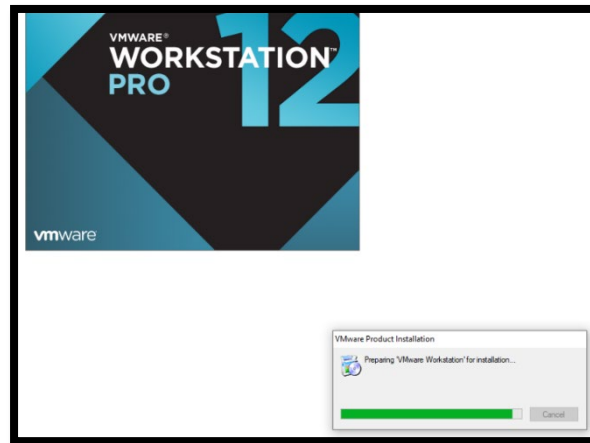 VMWARE®
WORKSTATION™
PRO 12
vmware
VMware Product Installation
Preparing 'VMware Workstation' for installation...
Cancel